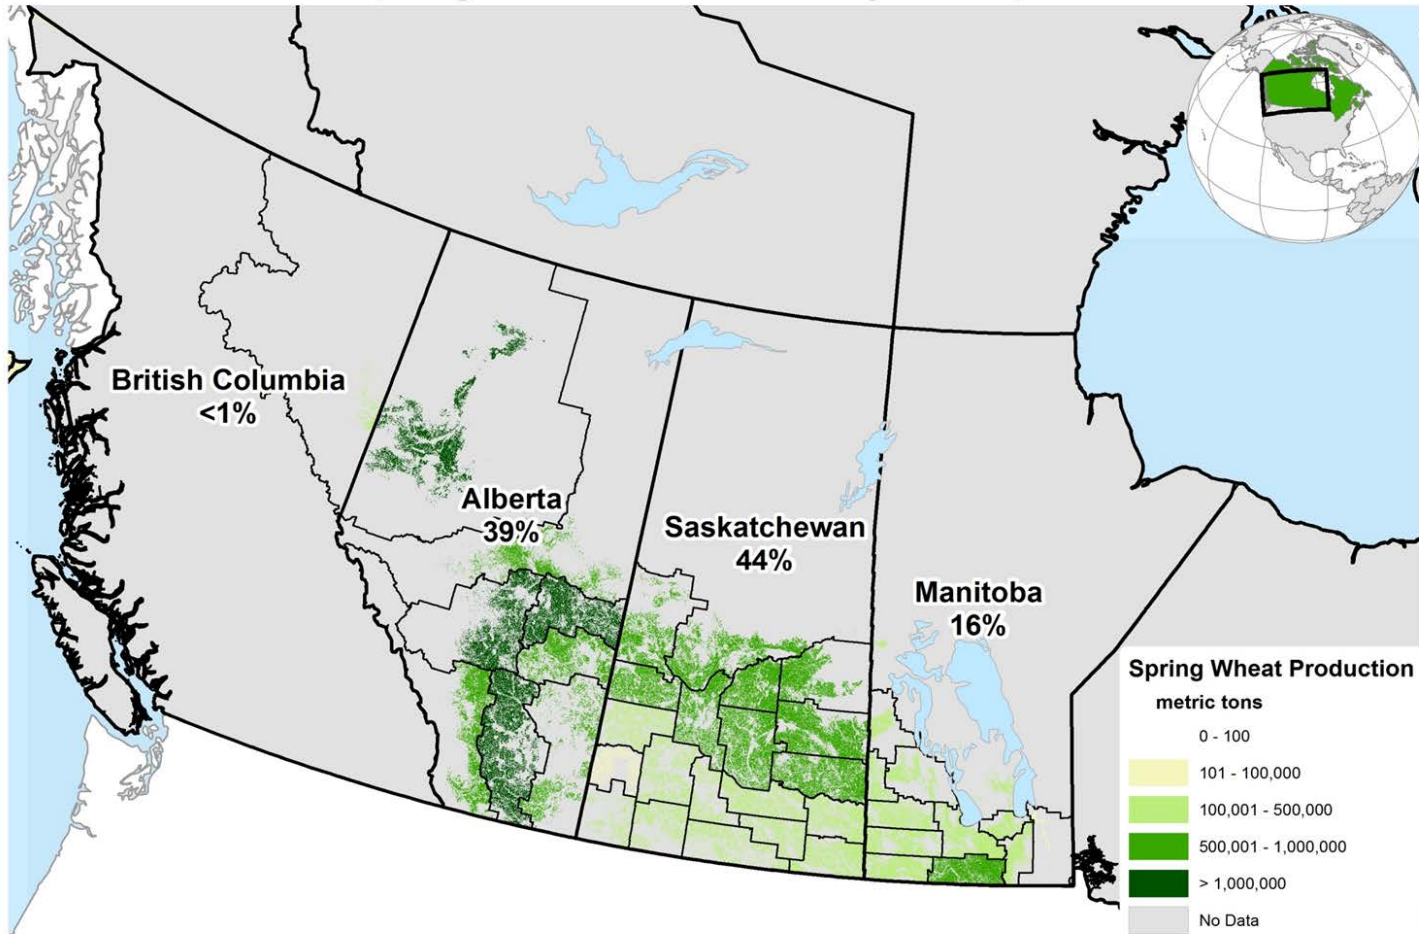 British Columbia
<1%
Alberta
39%
Saskatchewan
44%
Manitoba
16%
Spring Wheat Production
metric tons
0 - 100
101 - 100,000
100,001 - 500,000
500,001 - 1,000,000
> 1,000,000
No Data